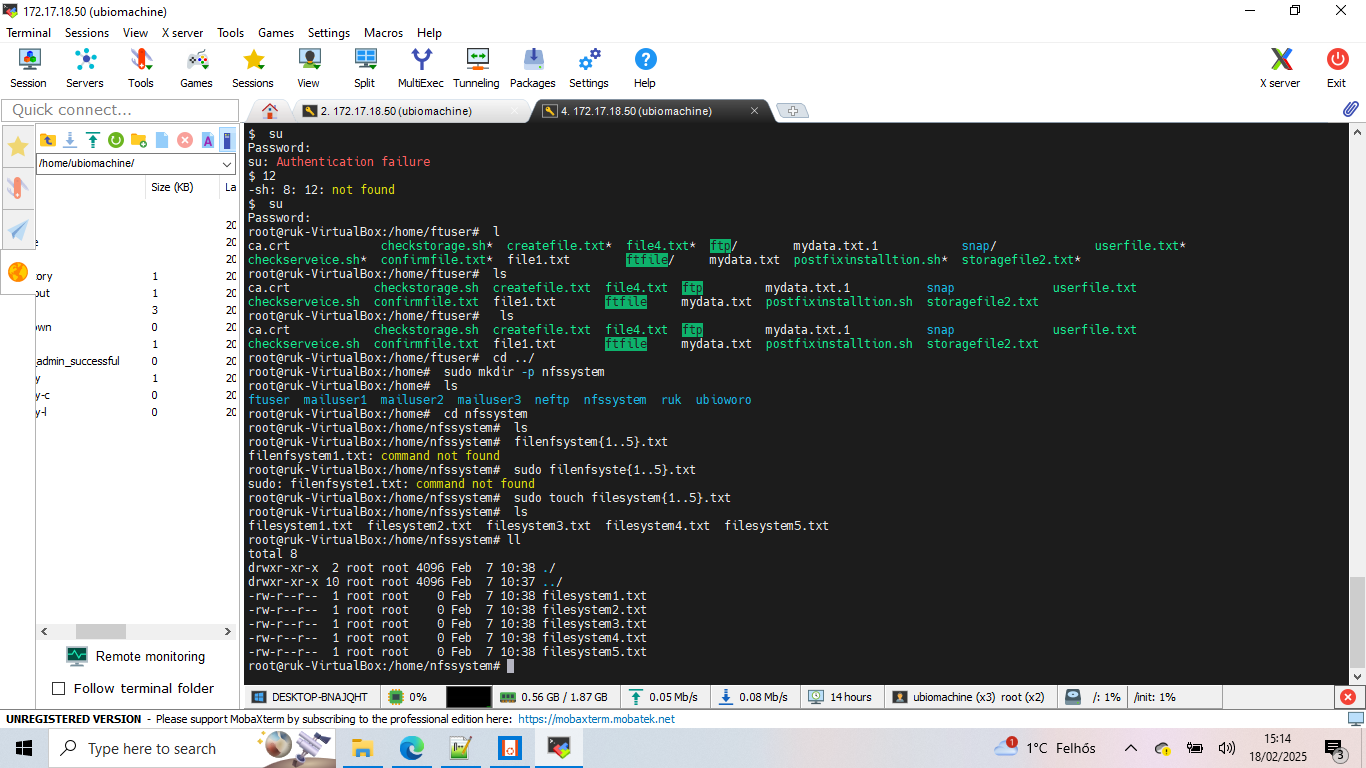 172.17.18.50 (ubiomachine)
Terminal Sessions View X server Tools Games Settings Macros Help
Session Servers Tools Games Sessions View Split MultiExec Tunneling Packages Settings Help X server Exit
Quick connect...
2. 172.17.18.50 (ubiomachine)
4. 172.17.18.50 (ubiomachine)
/home/ubiomachine/
Size (KB) La
20
e 20
20
tory 1 20
out 1 20
3 20
own 0 20
1 20
_admin_successful 0 20
y 1 20
y-c 0 20
y-l 0 20
Remote monitoring
Follow terminal folder
$ su
Password:
su: Authentication failure
$ 12
-sh: 8: 12: not found
$ su
Password:
root@ruk-VirtualBox:/home/ftuser# l
ca.crt checkstorage.sh* createfile.txt* file4.txt* ftp/ mydata.txt.1 snap/ userfile.txt*
checkserveice.sh* confirmfile.txt* file1.txt ftfile/ mydata.txt postfixinstalltion.sh* storagefile2.txt*
root@ruk-VirtualBox:/home/ftuser# ls
ca.crt checkstorage.sh createfile.txt file4.txt ftp mydata.txt.1 snap userfile.txt
checkserveice.sh confirmfile.txt file1.txt ftfile mydata.txt postfixinstalltion.sh storagefile2.txt
root@ruk-VirtualBox:/home/ftuser# ls
ca.crt checkstorage.sh createfile.txt file4.txt ftp mydata.txt.1 snap userfile.txt
checkserveice.sh confirmfile.txt file1.txt ftfile mydata.txt postfixinstalltion.sh storagefile2.txt
root@ruk-VirtualBox:/home/ftuser# cd ../
root@ruk-VirtualBox:/home# sudo mkdir -p nfssystem
root@ruk-VirtualBox:/home# ls
ftuser mailuser1 mailuser2 mailuser3 neftp nfssystem ruk ubioworo
root@ruk-VirtualBox:/home# cd nfssystem
root@ruk-VirtualBox:/home/nfssystem# ls
root@ruk-VirtualBox:/home/nfssystem# filenfsystem{1..5}.txt
filenfsystem1.txt: command not found
root@ruk-VirtualBox:/home/nfssystem# sudo filenfsyste{1..5}.txt
sudo: filenfsyste1.txt: command not found
root@ruk-VirtualBox:/home/nfssystem# sudo touch filesystem{1..5}.txt
root@ruk-VirtualBox:/home/nfssystem# ls
filesystem1.txt filesystem2.txt filesystem3.txt filesystem4.txt filesystem5.txt
root@ruk-VirtualBox:/home/nfssystem# ll
total 8
drwxr-xr-x 2 root root 4096 Feb 7 10:38 ./
drwxr-xr-x 10 root root 4096 Feb 7 10:37 ../
-rw-r--r-- 1 root root 0 Feb 7 10:38 filesystem1.txt
-rw-r--r-- 1 root root 0 Feb 7 10:38 filesystem2.txt
-rw-r--r-- 1 root root 0 Feb 7 10:38 filesystem3.txt
-rw-r--r-- 1 root root 0 Feb 7 10:38 filesystem4.txt
-rw-r--r-- 1 root root 0 Feb 7 10:38 filesystem5.txt
root@ruk-VirtualBox:/home/nfssystem#
DESKTOP-BNAJQHT 0% 0.56 GB / 1.87 GB 0.05 Mb/s 0.08 Mb/s 14 hours ubiomachine (x3) root (x2) /: 1% /init: 1%
UNREGISTERED VERSION - Please support MobaXterm by subscribing to the professional edition here: https://mobaxterm.mobatek.net
Type here to search
1 1°C Felhős
15:14
18/02/2025
3